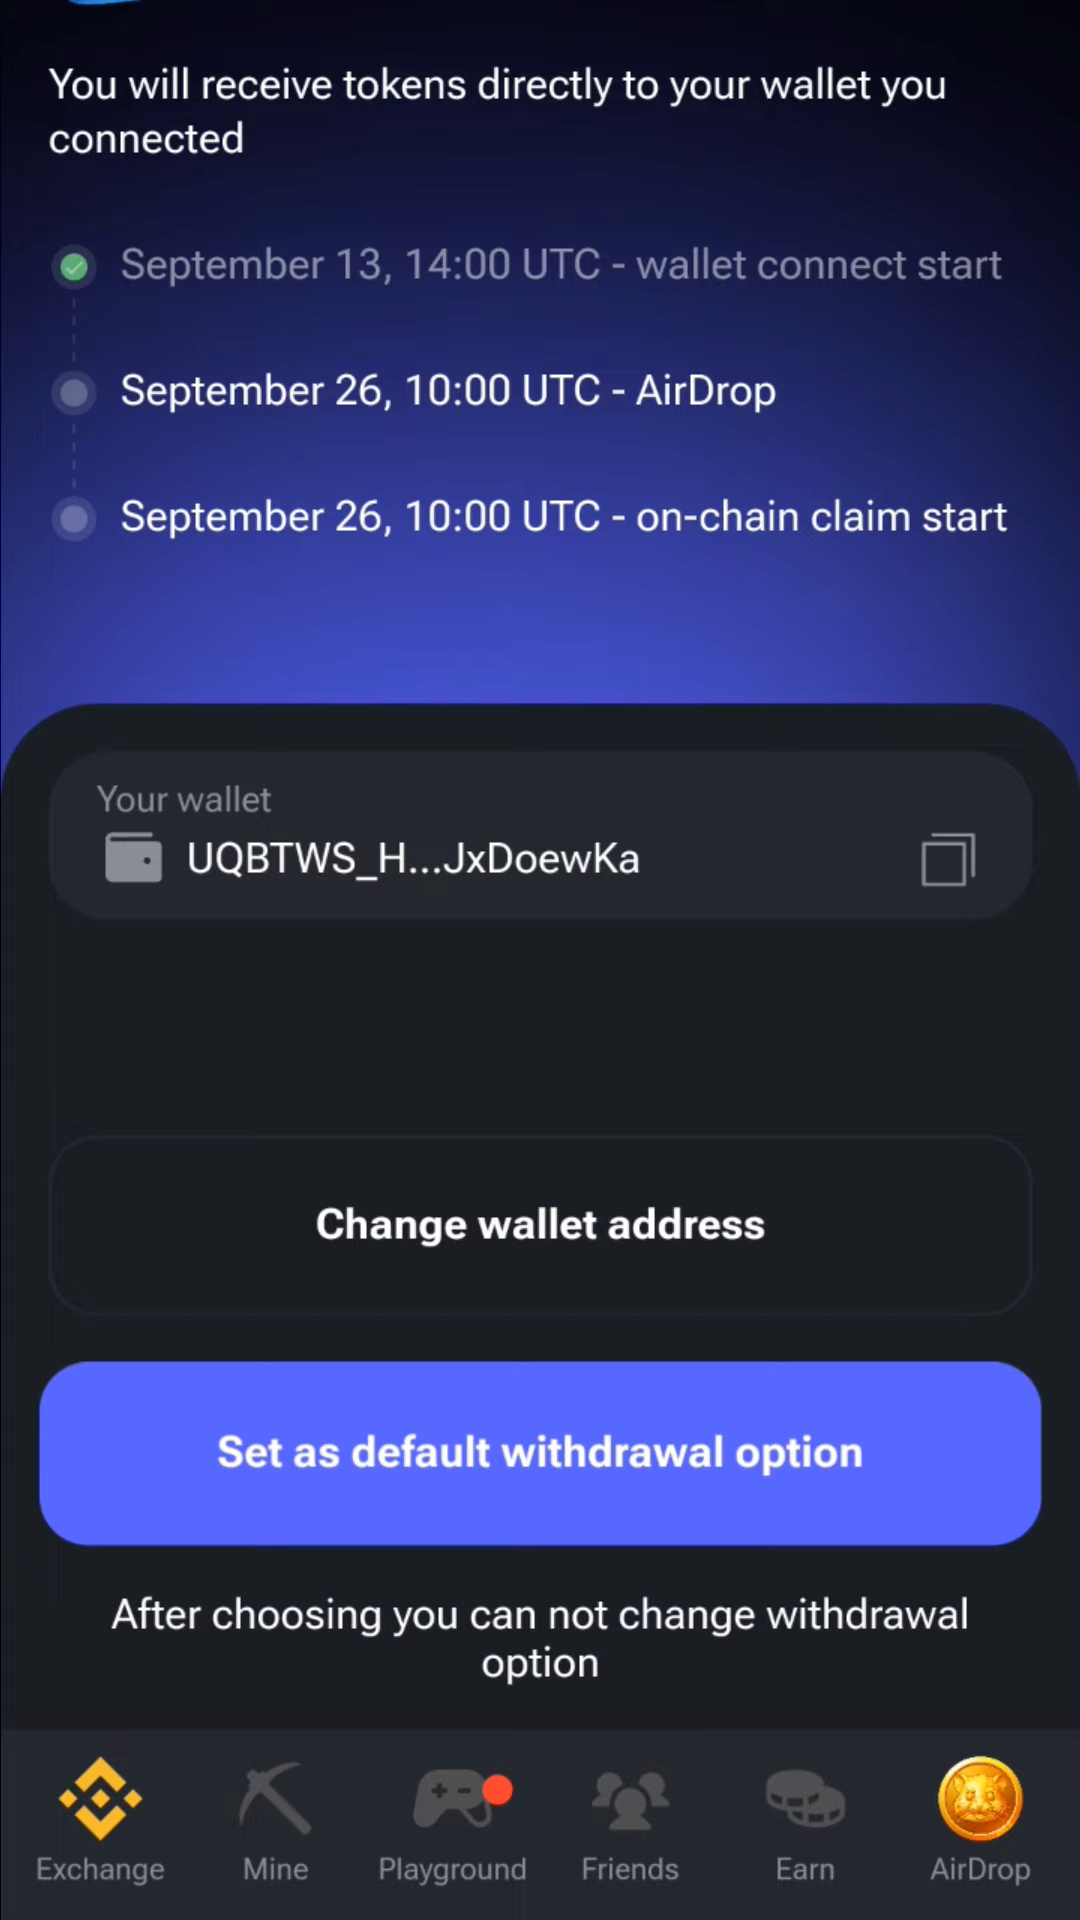 You will receive tokens directly to your wallet you
connected
September 13, 14:00 UTC - wallet connect start
September 26, 10:00 UTC - AirDrop
September 26, 10:00 UTC - on-chain claim start
Your wallet
UQBTWS_H...JxDoewKa
Change wallet address
Set as default withdrawal option
After choosing you can not change withdrawal
option
Exchange Mine Playground Friends Earn AirDrop